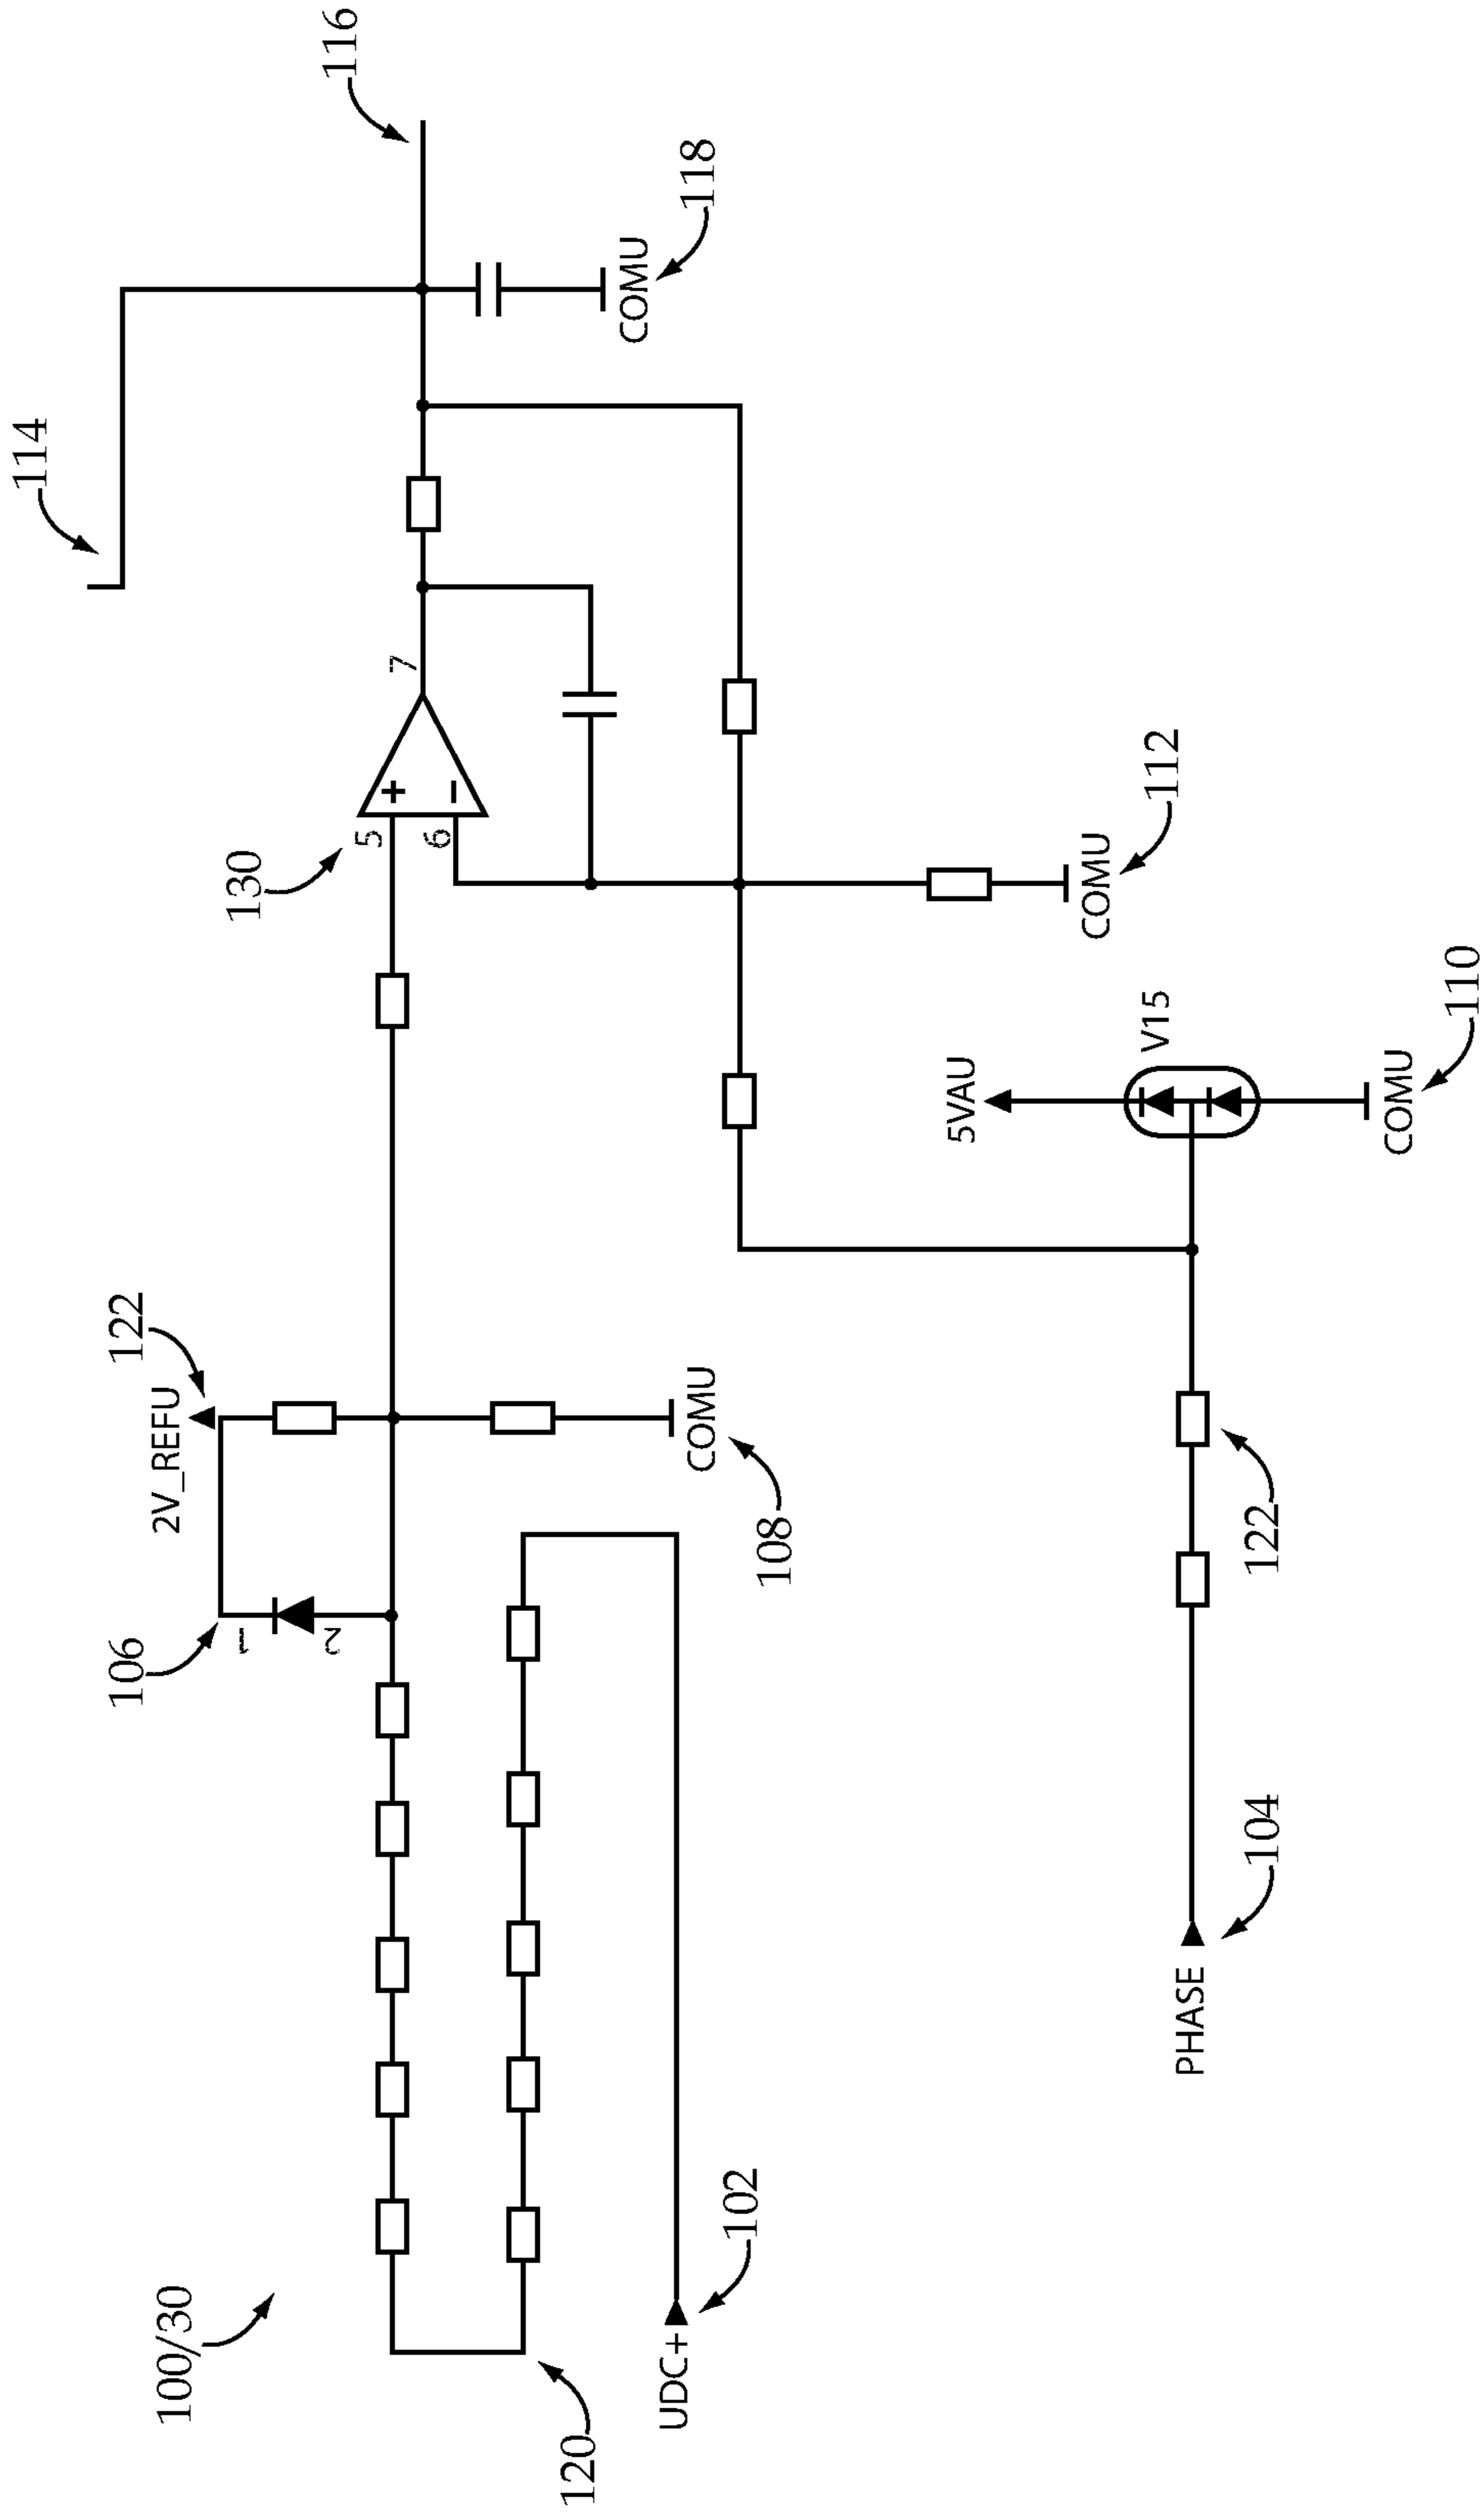 100/30
120
UDC+
102
106
1
2
122
2V_REFU
COMU
108
130
5
6
+
−
7
114
116
COMU
118
COMU
112
5VAU
V15
COMU
110
PHASE
104
122